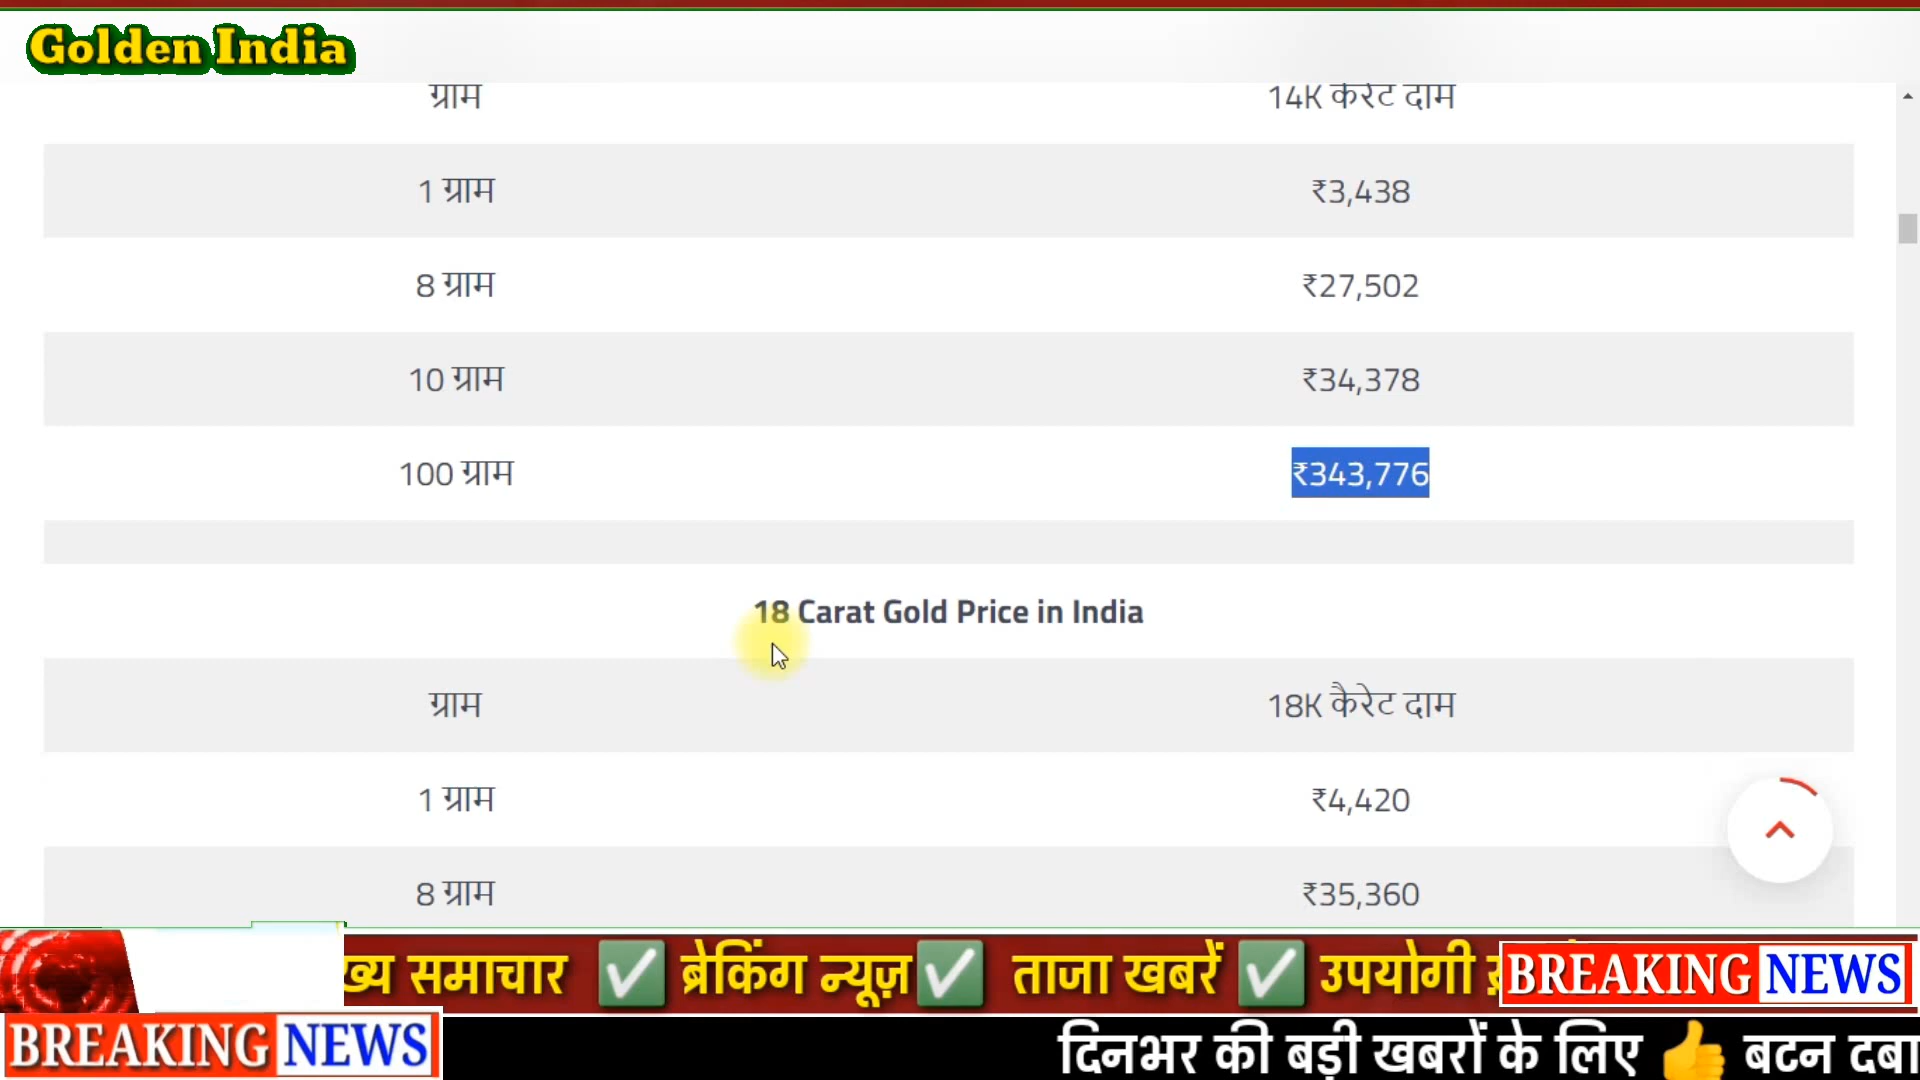 Golden India
ग्राम 14K कैरेट दाम
1 ग्राम ₹3,438
8 ग्राम ₹27,502
10 ग्राम ₹34,378
100 ग्राम ₹343,776
18 Carat Gold Price in India
ग्राम 18K कैरेट दाम
1 ग्राम ₹4,420
8 ग्राम ₹35,360
ख्य समाचार ✅ ब्रेकिंग न्यूज़ ✅ ताजा खबरें ✅ उपयोगी BREAKING NEWS
BREAKING NEWS दिनभर की बड़ी खबरों के लिए 👍 बटन दबा